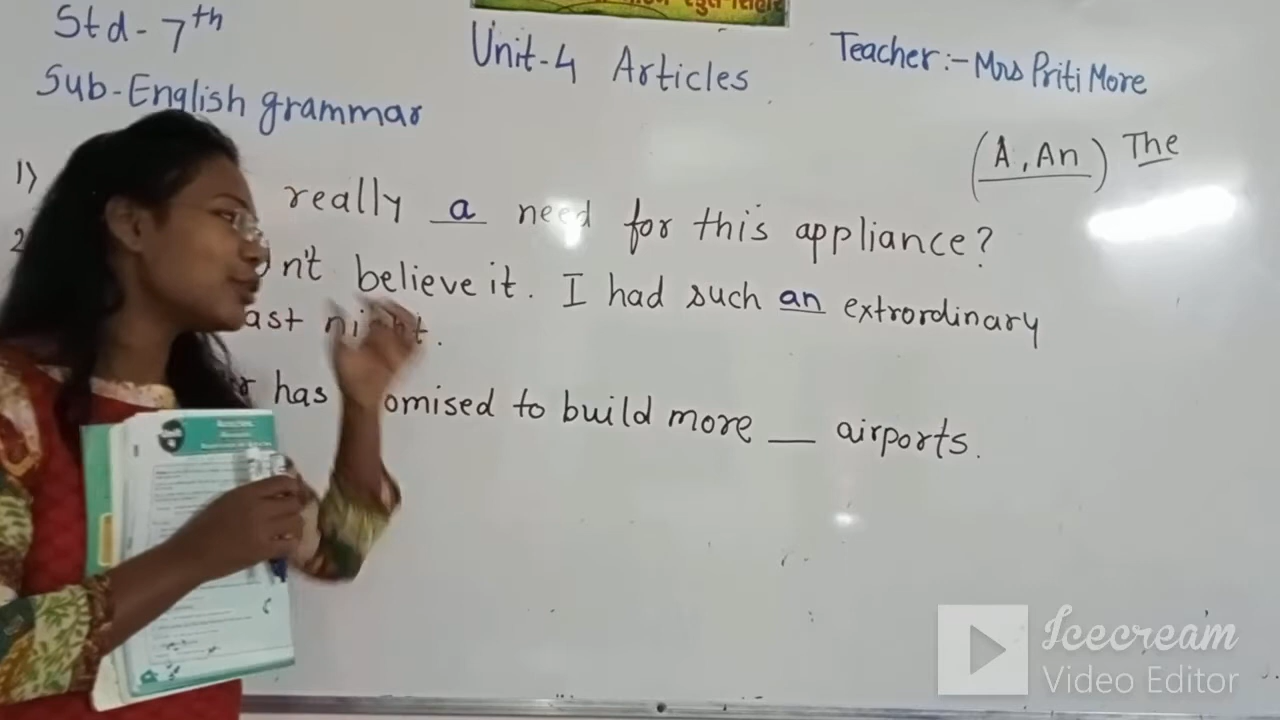 Std- 7th
Unit-4 Articles
Teacher:- Mrs Priti More
Sub-English grammar
(A, An) The
1) really a need for this appliance?
2 n't believe it. I had such an extrordinary
ast night.
has omised to build more __ airports.
Icecream
Video Editor